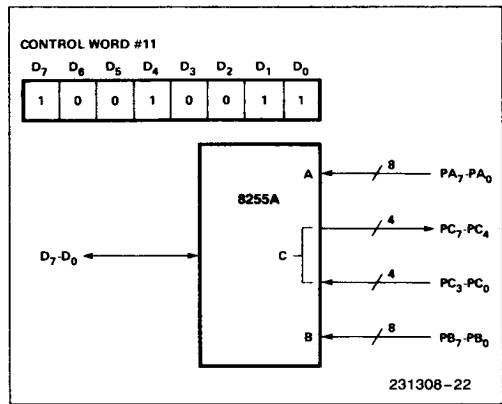 CONTROL WORD #11
D7 D6 D5 D4 D3 D2 D1 D0
1 0 0 1 0 0 1 1
A 8 PA7-PA0
8255A
4 PC7-PC4
D7-D0 C
4 PC3-PC0
B 8 PB7-PB0
231308-22